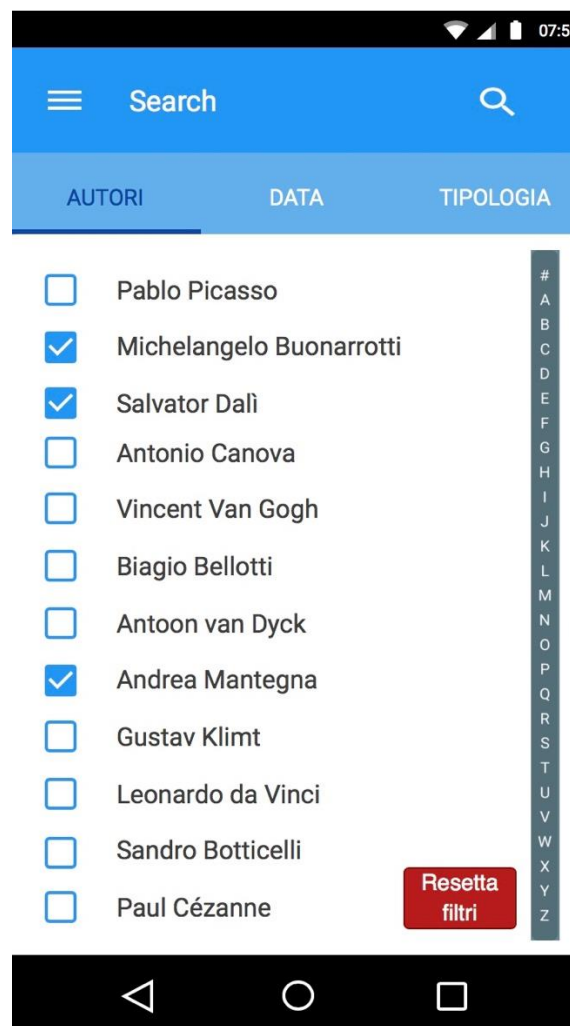 07:5
Search
AUTORI DATA TIPOLOGIA
Pablo Picasso
Michelangelo Buonarrotti
Salvator Dalì
Antonio Canova
Vincent Van Gogh
Biagio Bellotti
Antoon van Dyck
Andrea Mantegna
Gustav Klimt
Leonardo da Vinci
Sandro Botticelli
Paul Cézanne
Resetta
filtri
#
A
B
C
D
E
F
G
H
I
J
K
L
M
N
O
P
Q
R
S
T
U
V
W
X
Y
Z